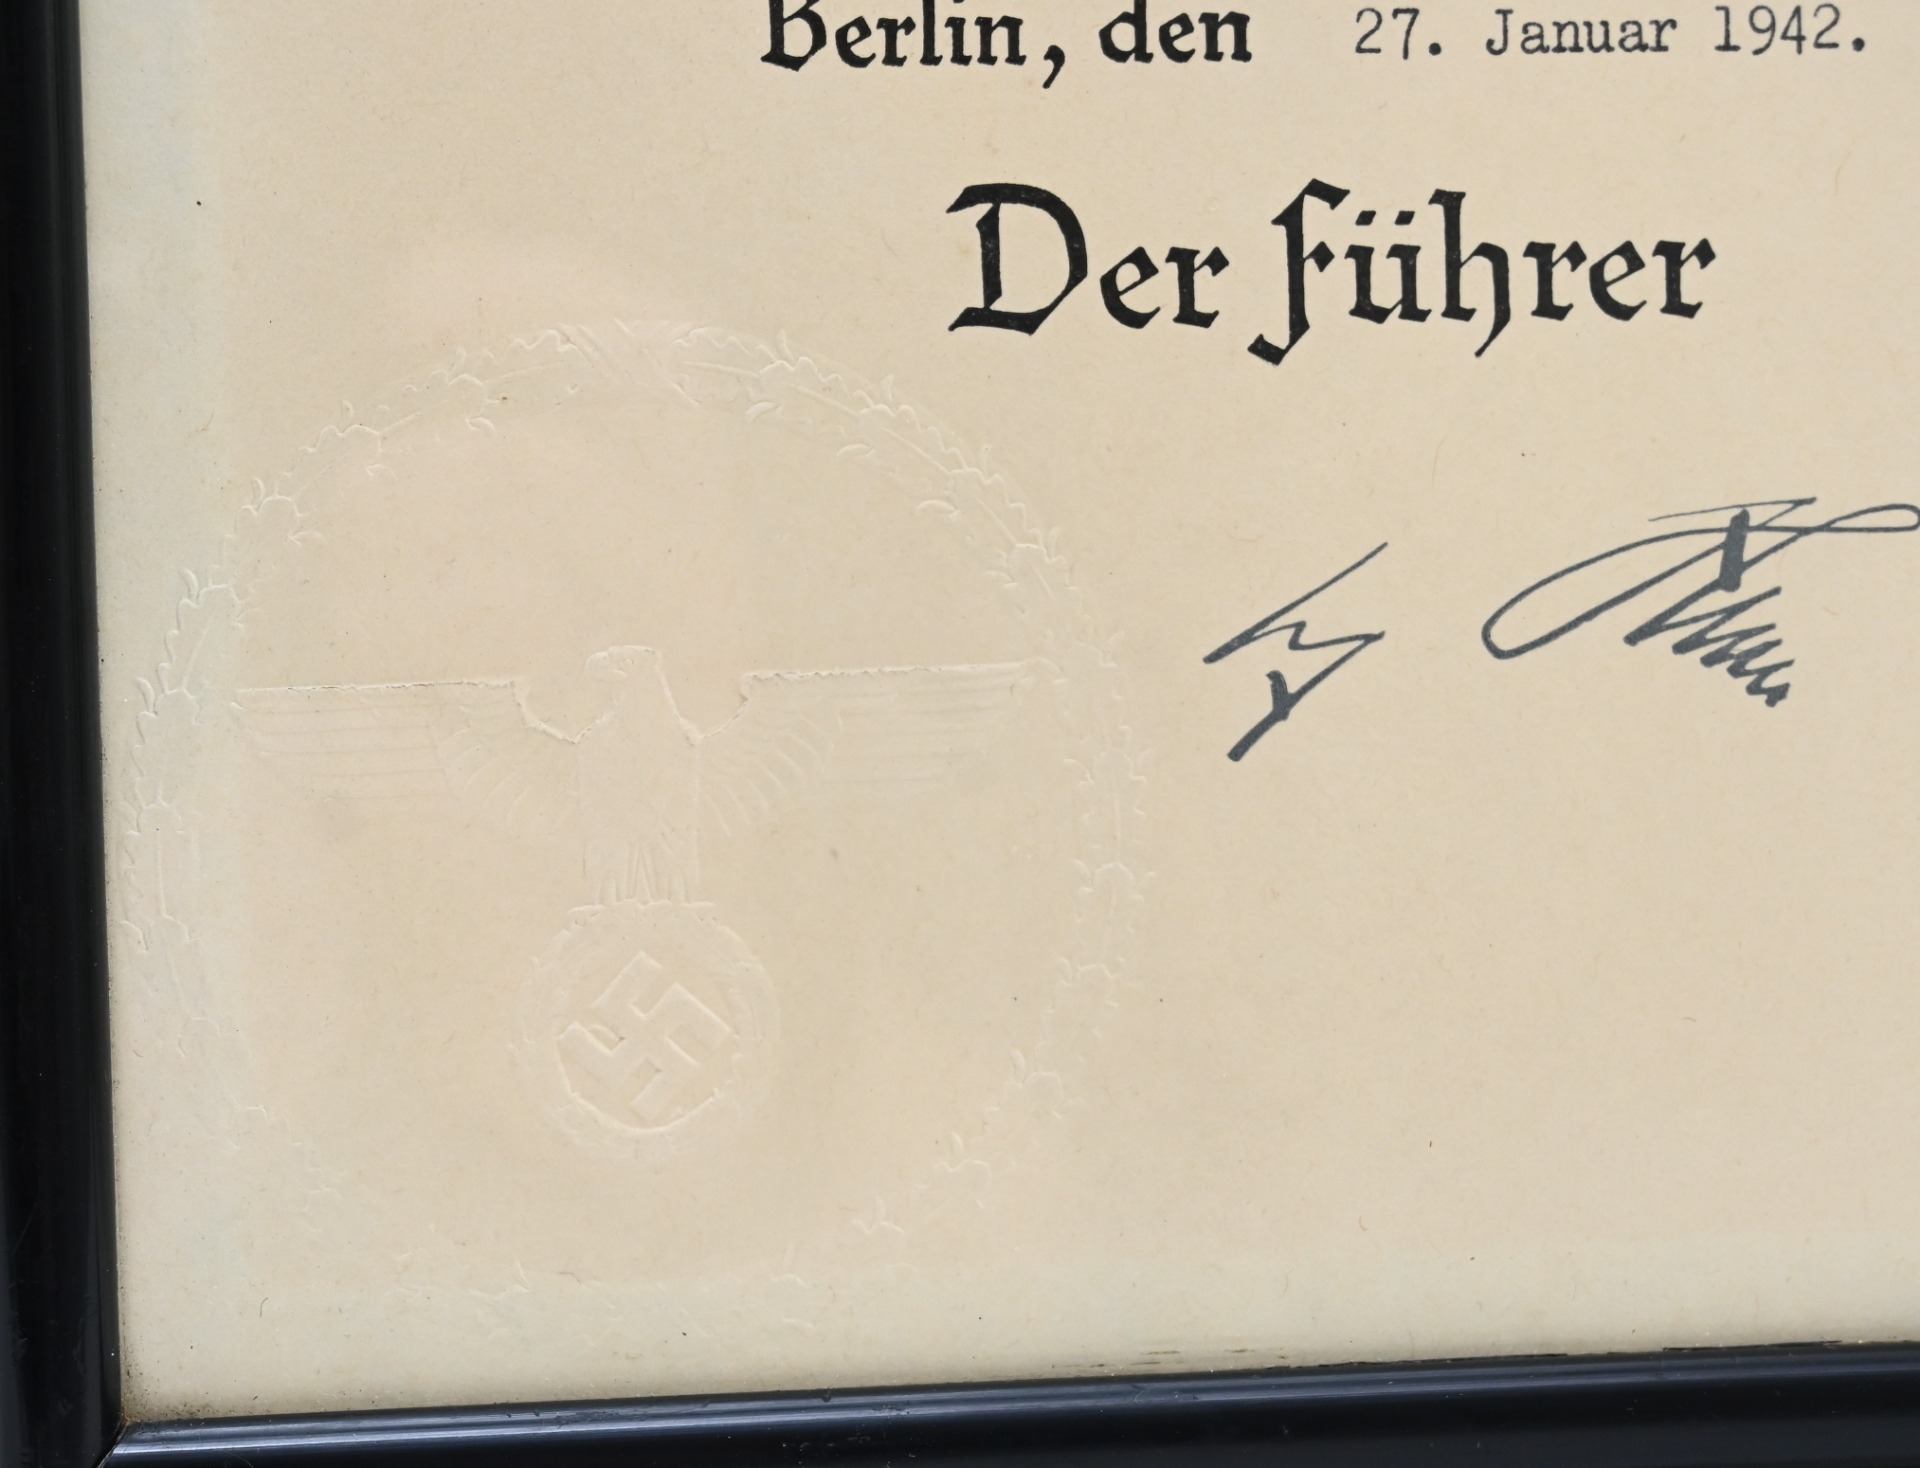 Berlin, den 27. Januar 1942.
Der Führer